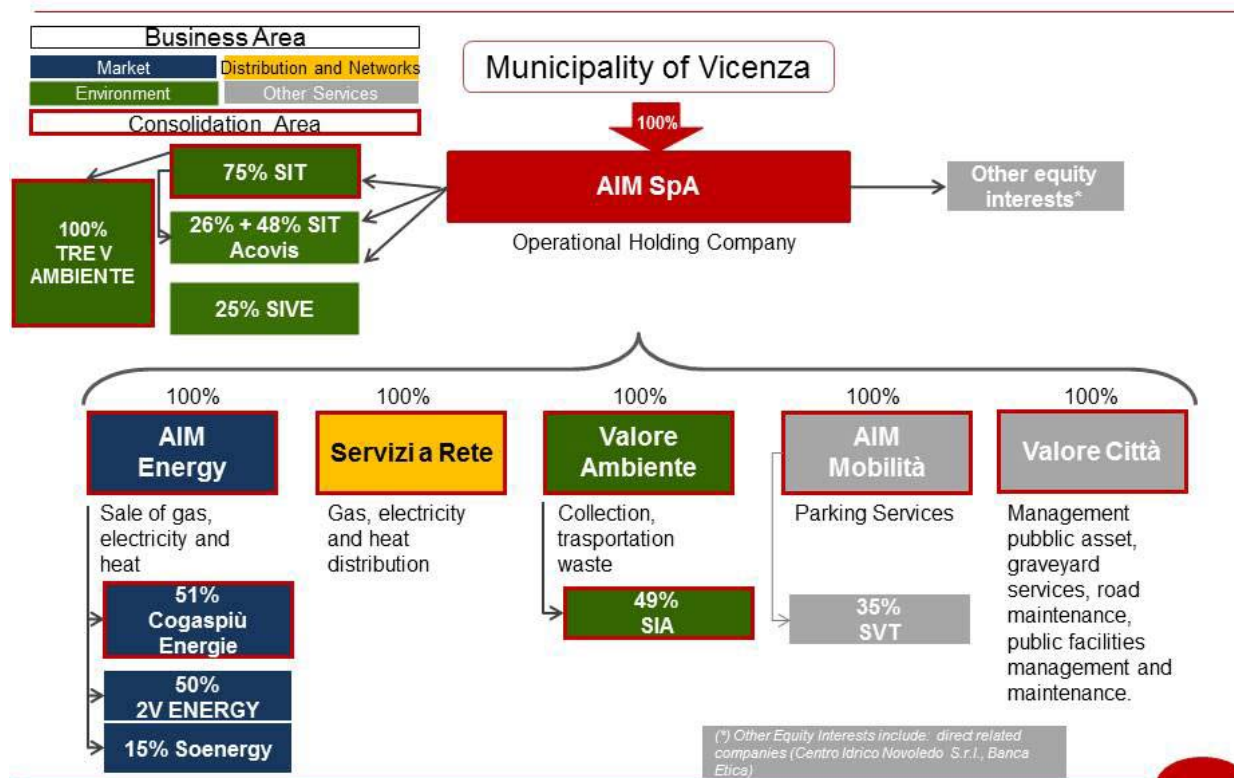 Business Area
Market
Distribution and Networks
Environment
Other Services
Consolidation Area
Municipality of Vicenza
100%
AIM SpA
Operational Holding Company
Other equity
interests*
75% SIT
26% + 48% SIT
Acovis
25% SIVE
100%
TRE V
AMBIENTE
100%
AIM
Energy
Sale of gas,
electricity and
heat
51%
Cogaspiù
Energie
50%
2V ENERGY
15% Soenergy
100%
Servizi a Rete
Gas, electricity
and heat
distribution
100%
Valore
Ambiente
Collection,
trasportation
waste
49%
SIA
100%
AIM
Mobilità
Parking Services
35%
SVT
100%
Valore Città
Management
pubblic asset,
graveyard
services, road
maintenance,
public facilities
management and
maintenance.
(*) Other Equity Interests include: direct related
companies (Centro Idrico Novoledo S.r.l., Banca
Etica)